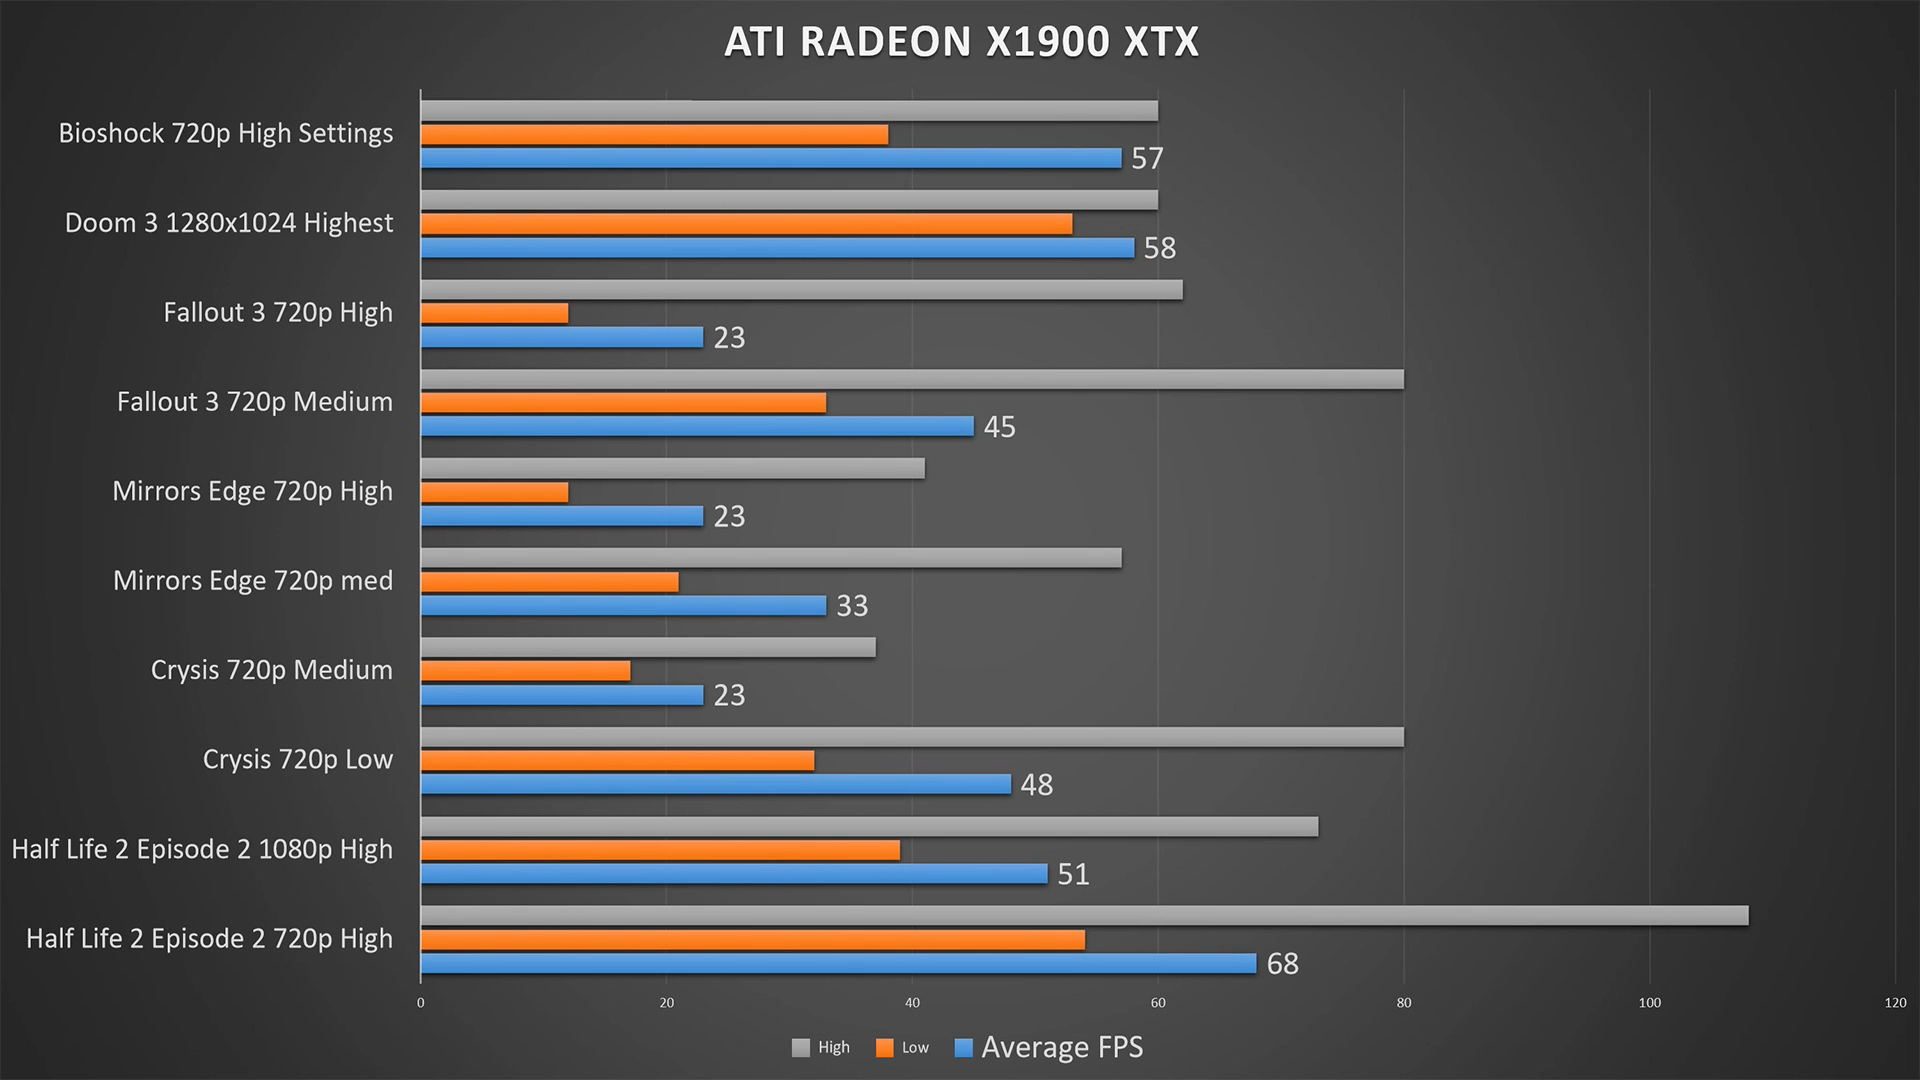 ATI RADEON X1900 XTX
Bioshock 720p High Settings
57
Doom 3 1280x1024 Highest
58
Fallout 3 720p High
23
Fallout 3 720p Medium
45
Mirrors Edge 720p High
23
Mirrors Edge 720p med
33
Crysis 720p Medium
23
Crysis 720p Low
48
Half Life 2 Episode 2 1080p High
51
Half Life 2 Episode 2 720p High
68
0 20 40 60 80 100 120
High Low Average FPS